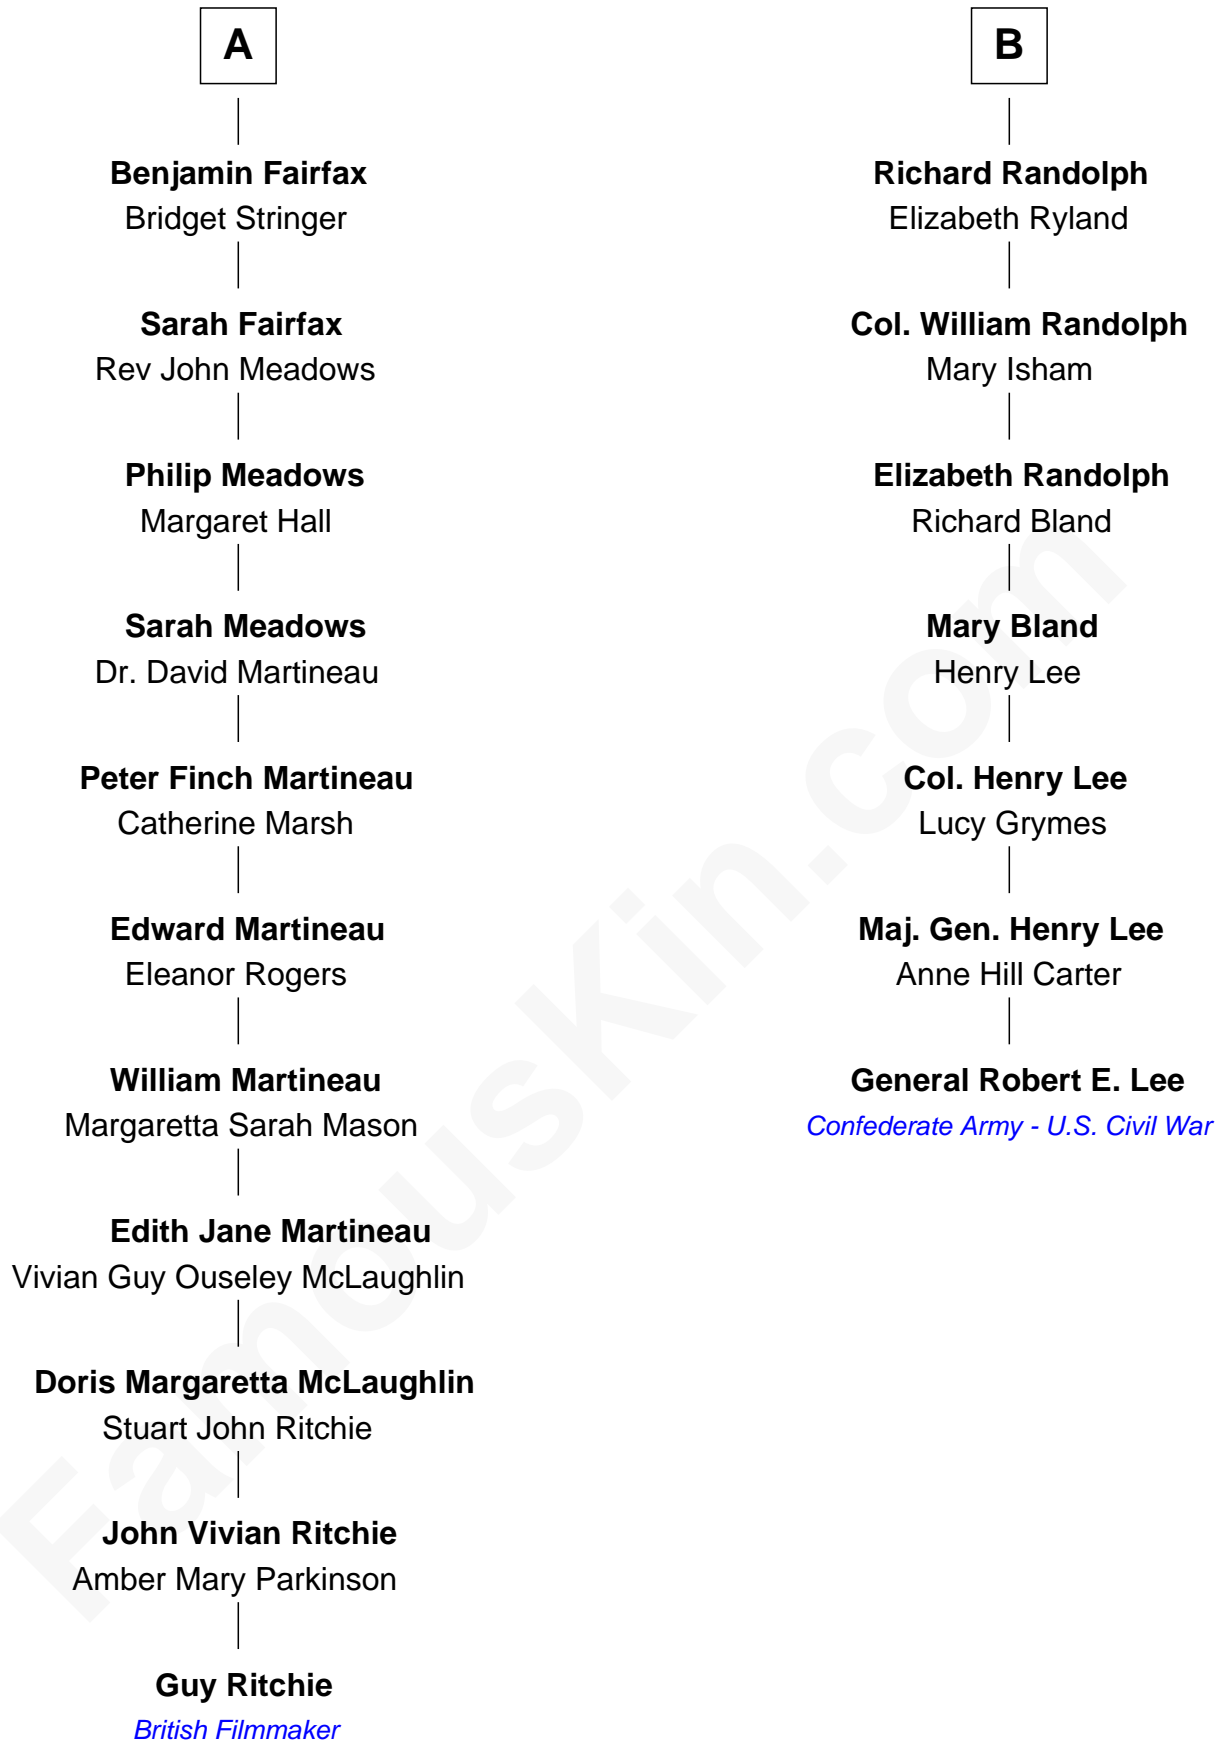 A
Benjamin Fairfax
Bridget Stringer
Sarah Fairfax
Rev John Meadows
Philip Meadows
Margaret Hall
Sarah Meadows
Dr. David Martineau
Peter Finch Martineau
Catherine Marsh
Edward Martineau
Eleanor Rogers
William Martineau
Margaretta Sarah Mason
Edith Jane Martineau
Vivian Guy Ouseley McLaughlin
Doris Margaretta McLaughlin
Stuart John Ritchie
John Vivian Ritchie
Amber Mary Parkinson
Guy Ritchie
British Filmmaker
B
Richard Randolph
Elizabeth Ryland
Col. William Randolph
Mary Isham
Elizabeth Randolph
Richard Bland
Mary Bland
Henry Lee
Col. Henry Lee
Lucy Grymes
Maj. Gen. Henry Lee
Anne Hill Carter
General Robert E. Lee
Confederate Army - U.S. Civil War
FamousKin.com